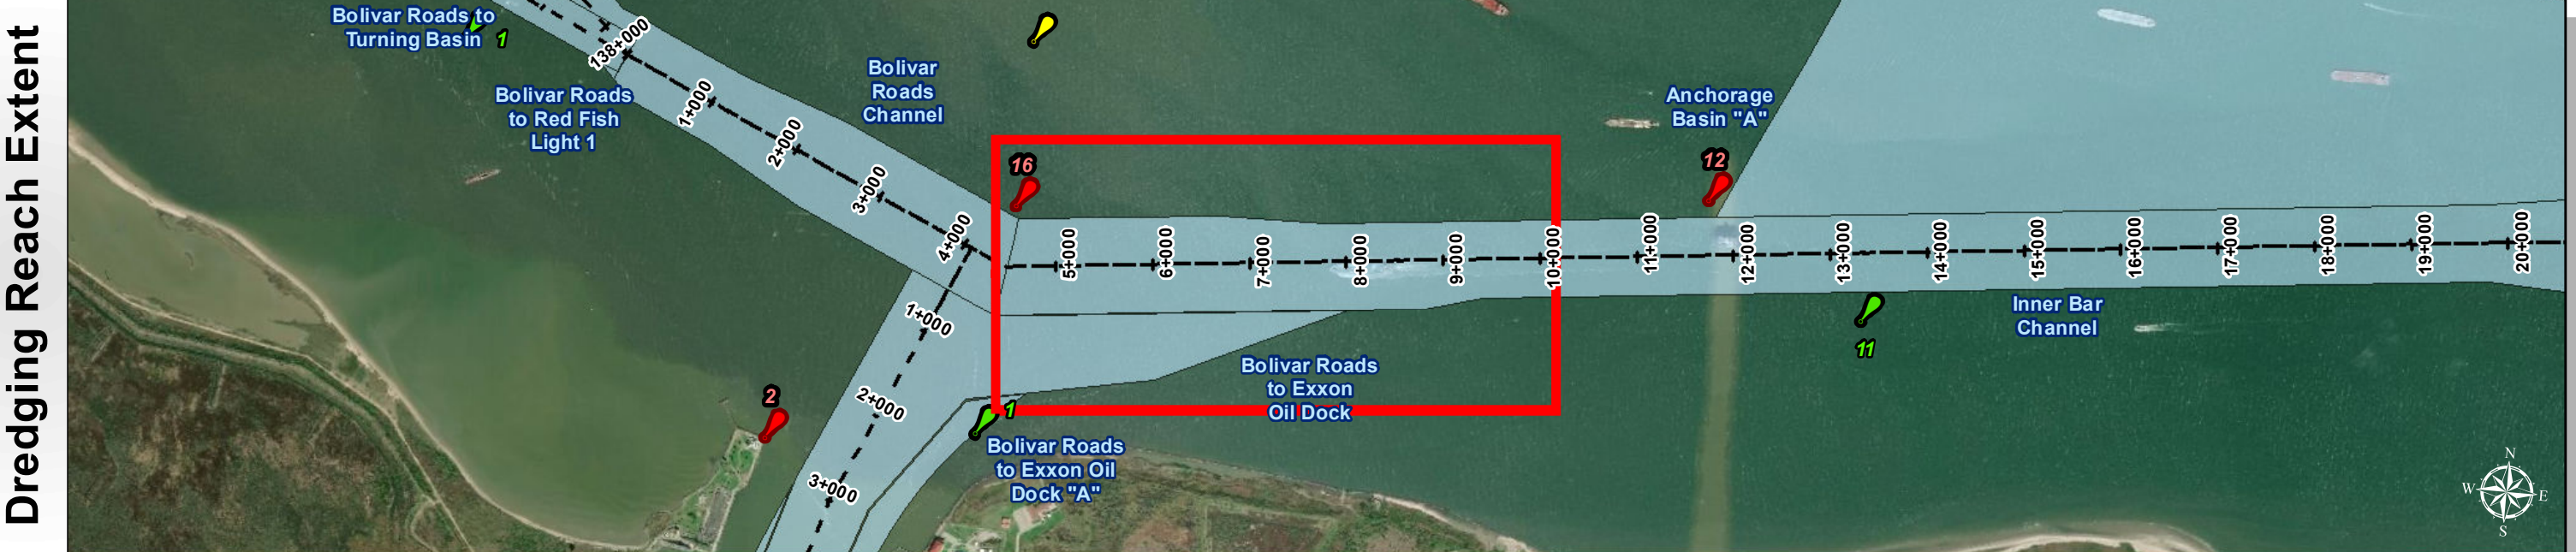 Dredging Reach Extent
Bolivar Roads to
Turning Basin
1
138+000
Bolivar Roads
to Red Fish
Light 1
1+000
2+000
3+000
4+000
Bolivar
Roads
Channel
16
5+000
6+000
7+000
8+000
9+000
10+000
11+000
12+000
13+000
14+000
15+000
16+000
17+000
18+000
19+000
20+000
Anchorage
Basin "A"
12
Inner Bar
Channel
11
1+000
2+000
3+000
2
1
Bolivar Roads
to Exxon
Oil Dock
Bolivar Roads
to Exxon Oil
Dock "A"
N
W
E
S